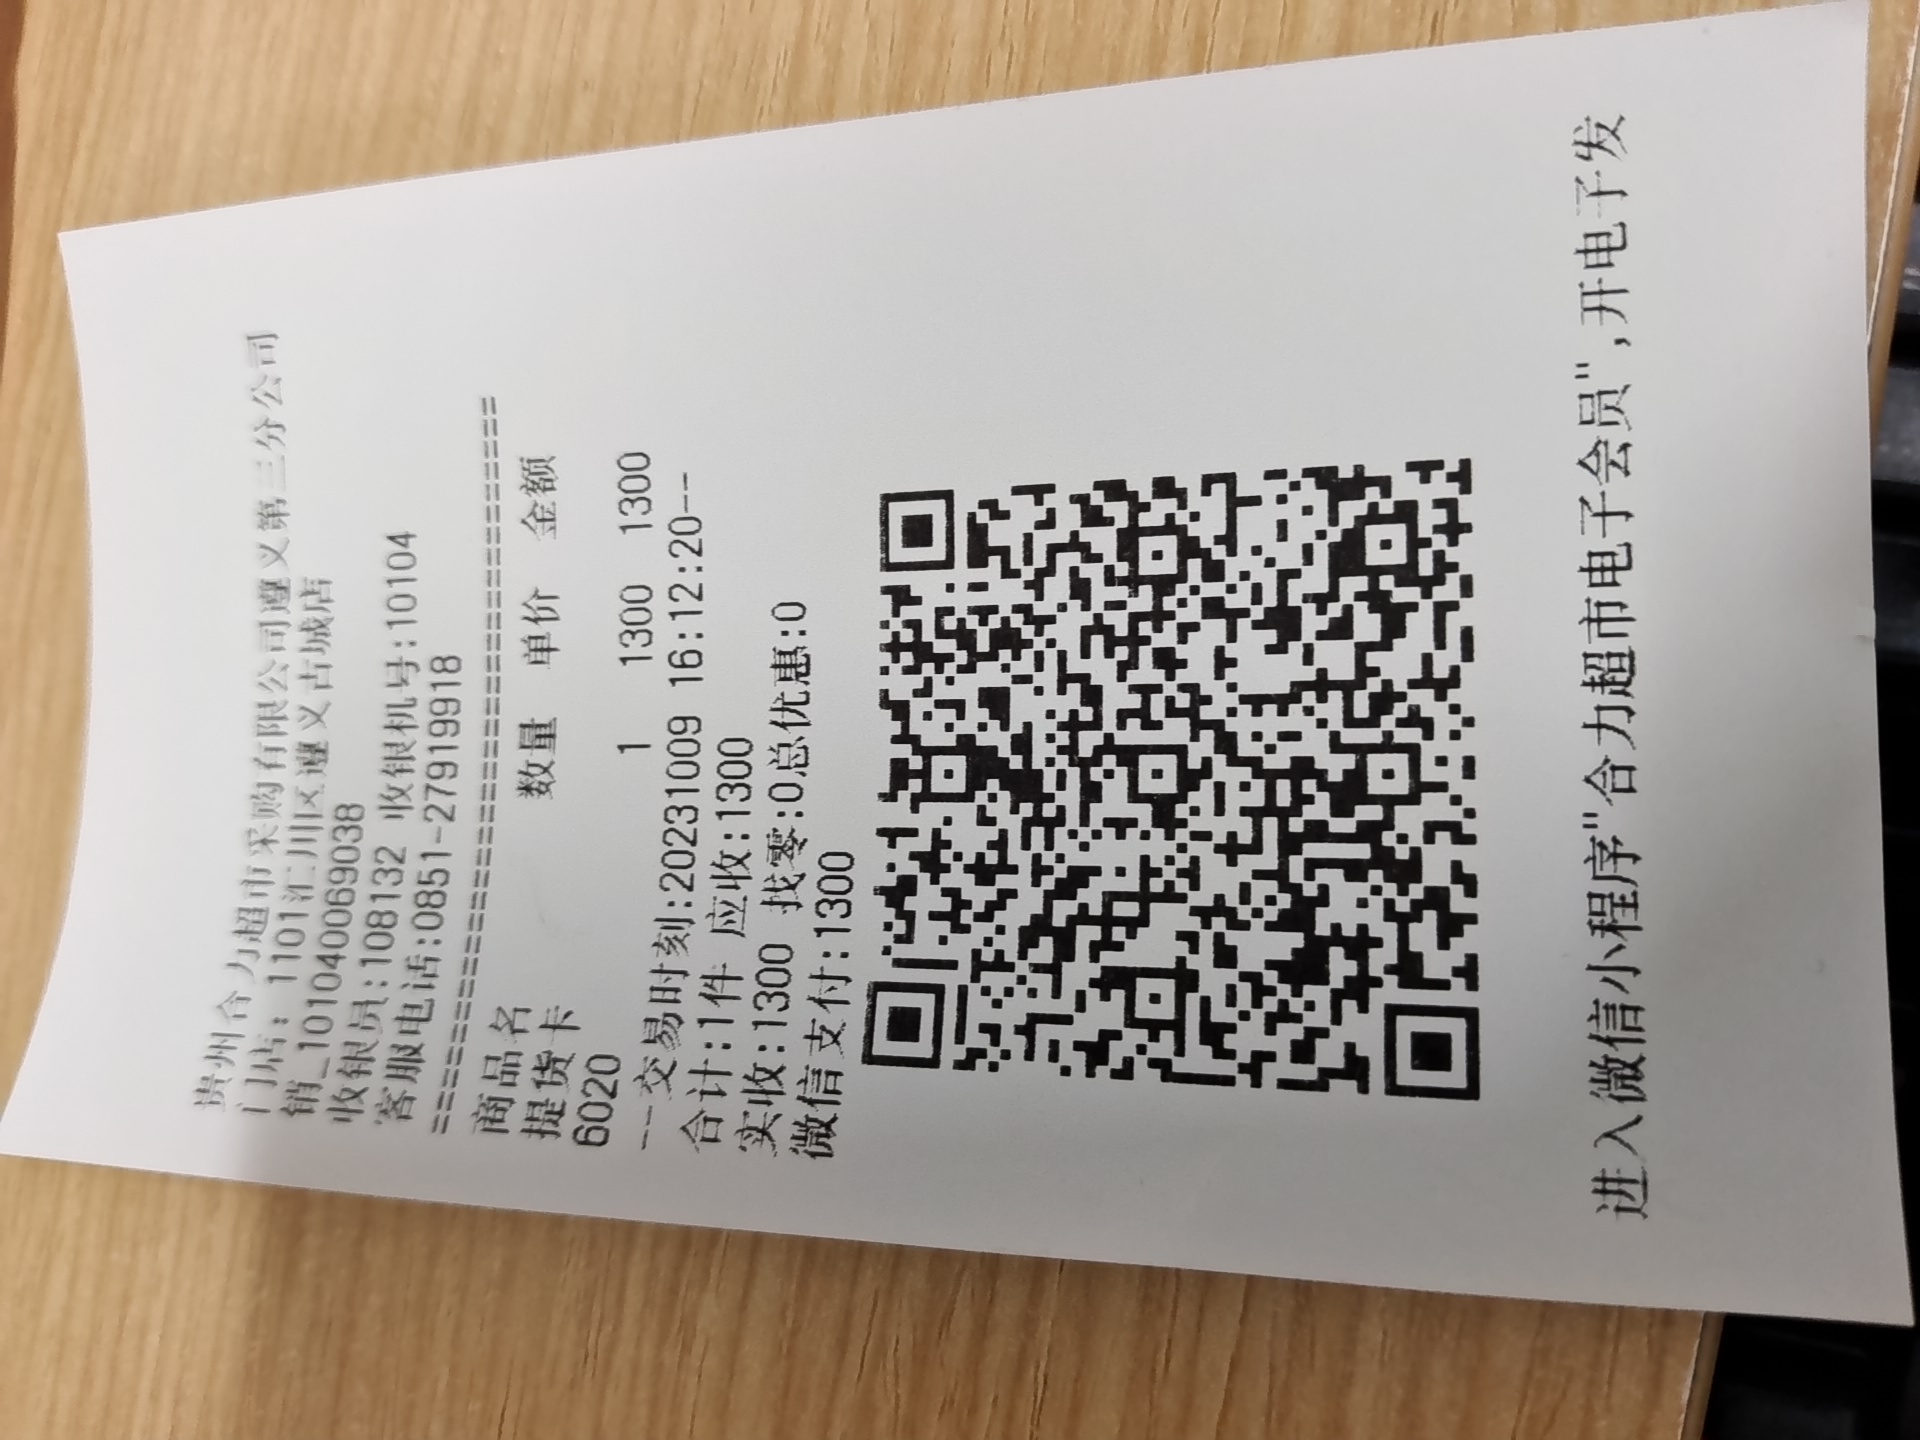 贵州合力超市采购有限公司遵义第三分公司
门店: 1101汇川区遵义古城店
销_101040069038
收银员:108132 收银机号:10104
客服电话:0851-27919918
========================================
商品名 数量 单价 金额
提货卡
6020 1 1300 1300
--交易时刻:20231009 16:12:20--
合计:1件 应收:1300
实收:1300 找零:0总优惠:0
微信支付:1300
进入微信小程序"合力超市电子会员",开电子发